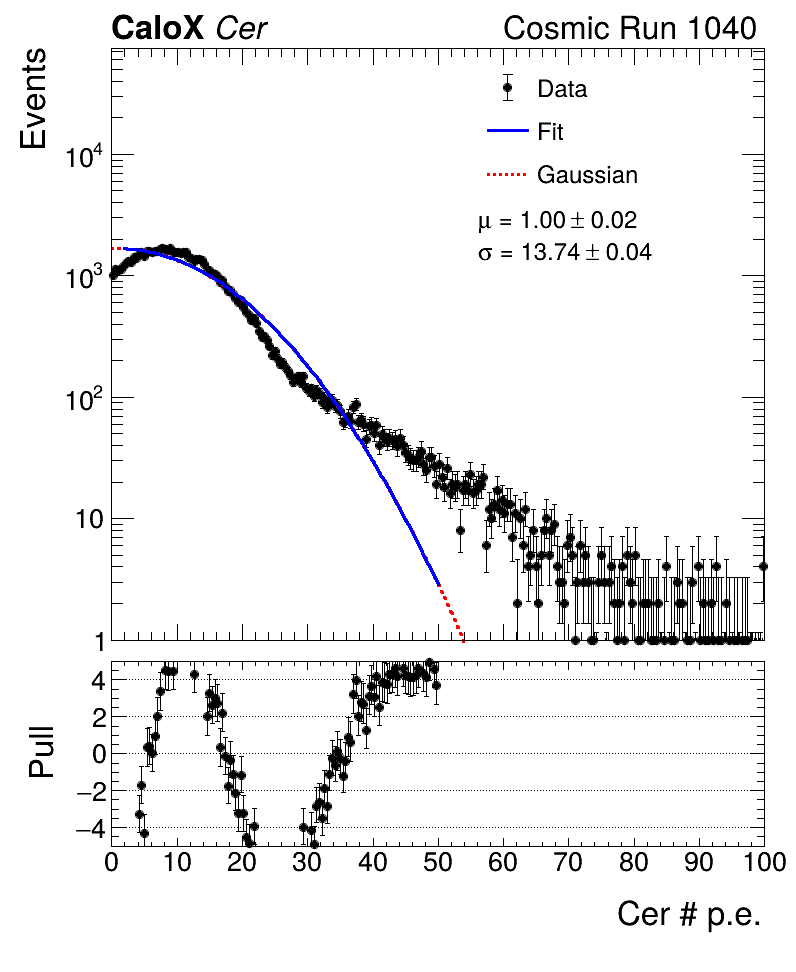 CaloX Cer
Cosmic Run 1040
Events
Data
Fit
Gaussian
μ = 1.00 ± 0.02
σ = 13.74 ± 0.04
10⁴
10³
10²
10
1
Pull
4
2
0
−2
−4
0 10 20 30 40 50 60 70 80 90 100
Cer # p.e.